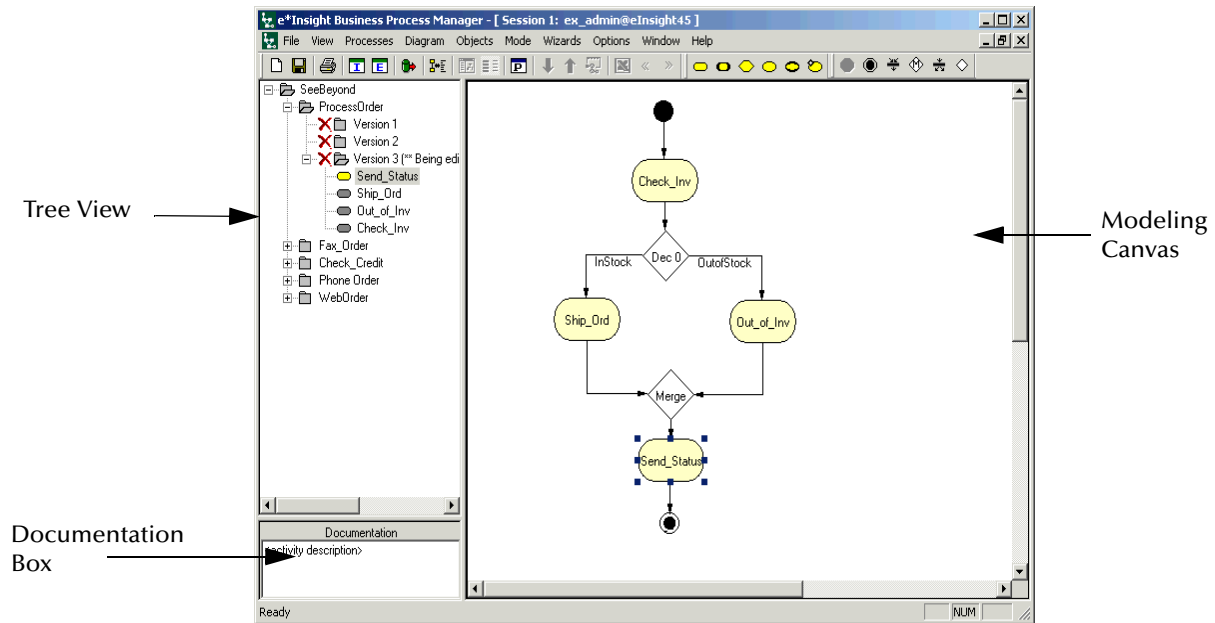 e*Insight Business Process Manager - [ Session 1: ex_admin@eInsight45 ]
File View Processes Diagram Objects Mode Wizards Options Window Help
I E P M
SeeBeyond
ProcessOrder
Version 1
Version 2
Version 3 (** Being edi
Send_Status
Ship_Ord
Out_of_Inv
Check_Inv
Fax_Order
Check_Credit
Phone Order
WebOrder
Tree View
Documentation
Box
Documentation
<activity description>
Check_Inv
Dec 0
InStock
OutofStock
Ship_Ord
Out_of_Inv
Merge
Send_Status
Modeling
Canvas
Ready
NUM